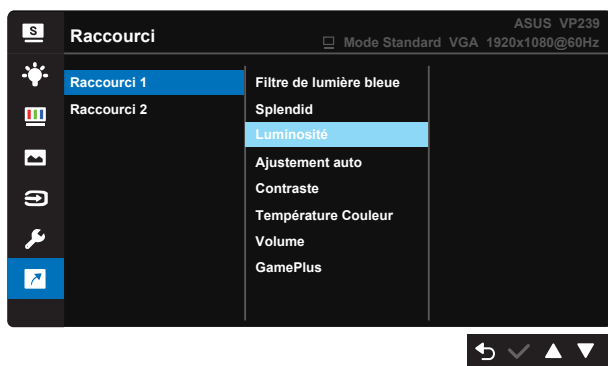 S
Raccourci
ASUS VP239
Mode Standard VGA 1920x1080@60Hz
Raccourci 1
Raccourci 2
Filtre de lumière bleue
Splendid
Luminosité
Ajustement auto
Contraste
Température Couleur
Volume
GamePlus